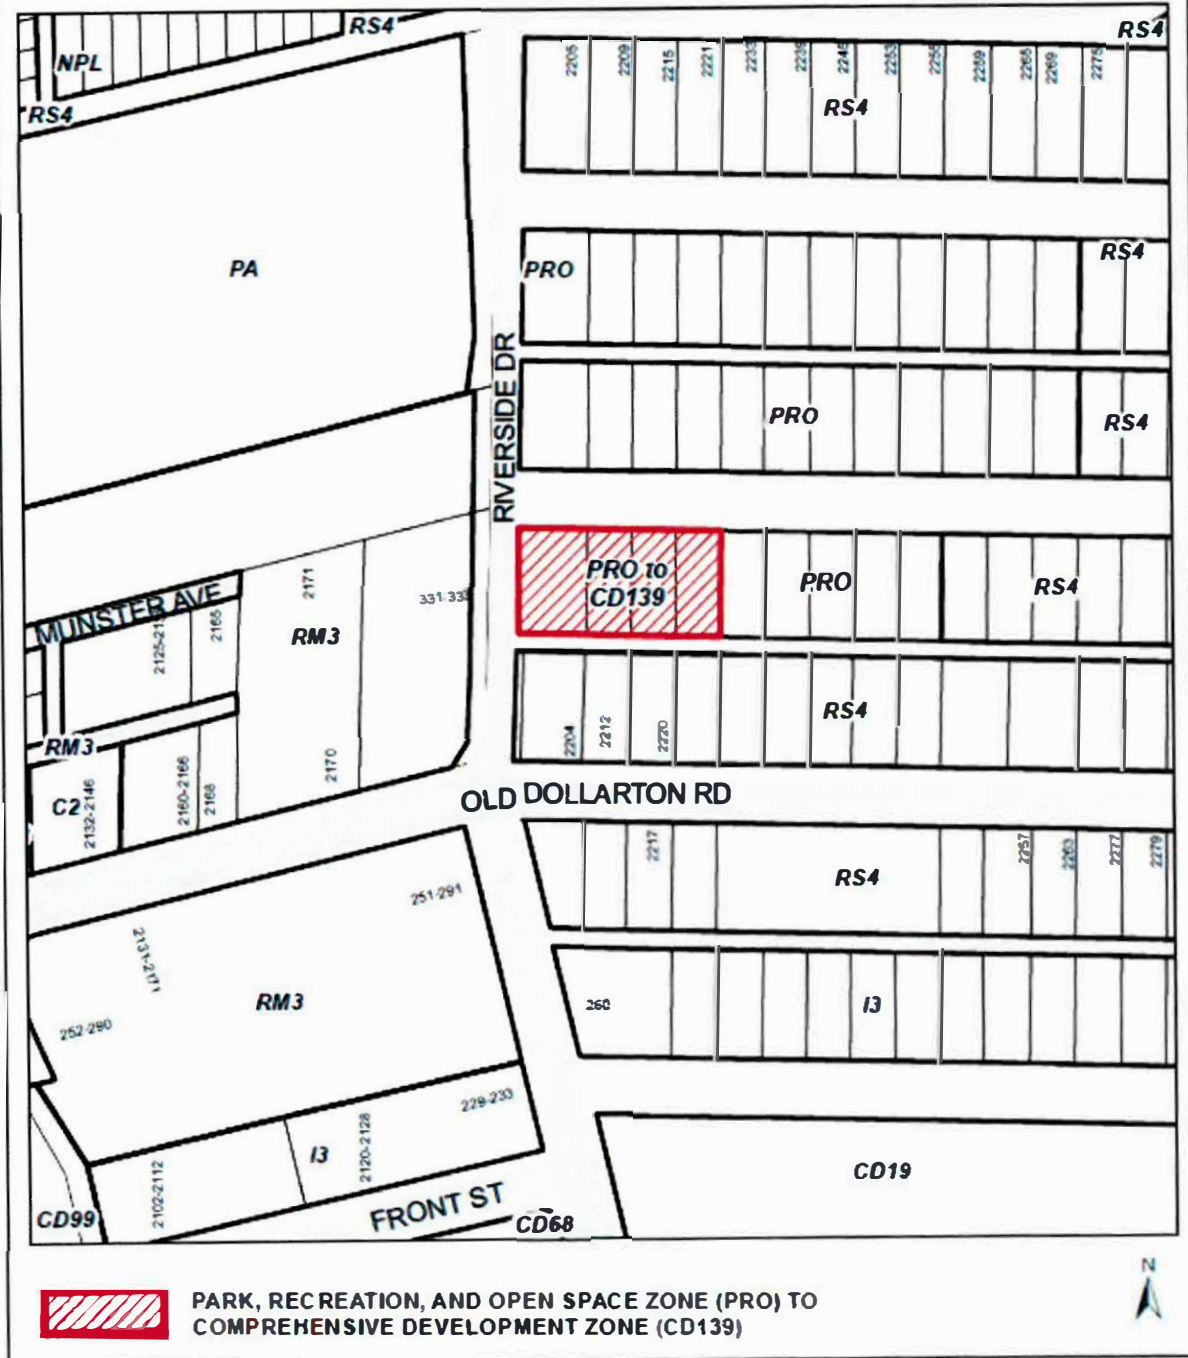 RS4
RS4
NPL
RS4
2205
2209
2215
2221
2233
2239
2245
2253
2255
2259
2265
2269
2275
RS4
PA
PRO
RS4
RIVERSIDE DR
PRO
RS4
PRO to
CD139
PRO
RS4
MUNSTER AVE
2165
2171
331-333
RM3
RM3
2170
2204
2212
2220
RS4
C2
2132-2146
2160-2166
2168
OLD DOLLARTON RD
2217
RS4
2257
2263
2277
2279
251-291
2131-2171
RM3
252-290
260
I3
229-233
I3
2120-2128
2102-2112
CD19
CD99
FRONT ST
CD68
N
PARK, RECREATION, AND OPEN SPACE ZONE (PRO) TO
COMPREHENSIVE DEVELOPMENT ZONE (CD139)